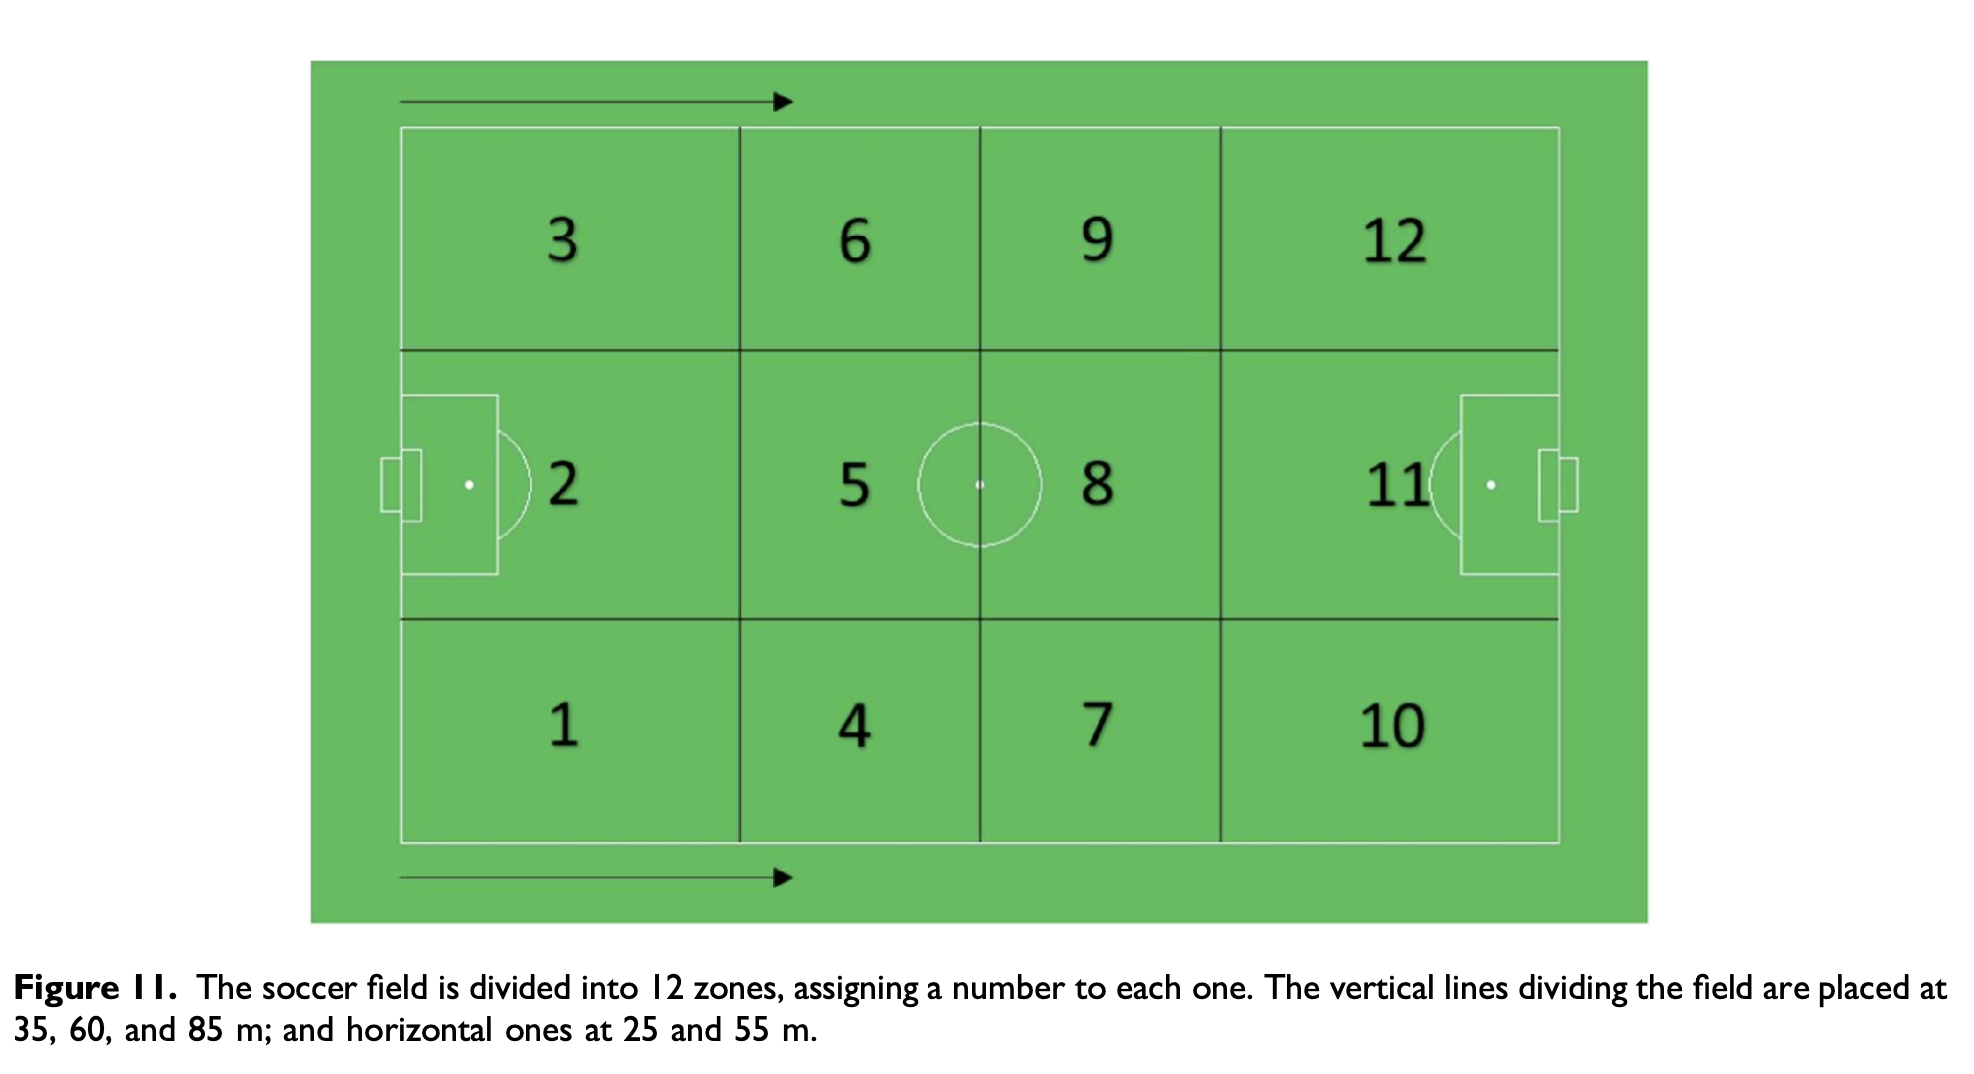 3 6 9 12
2 5 8 11
1 4 7 10
Figure 11. The soccer field is divided into 12 zones, assigning a number to each one. The vertical lines dividing the field are placed at
35, 60, and 85 m; and horizontal ones at 25 and 55 m.